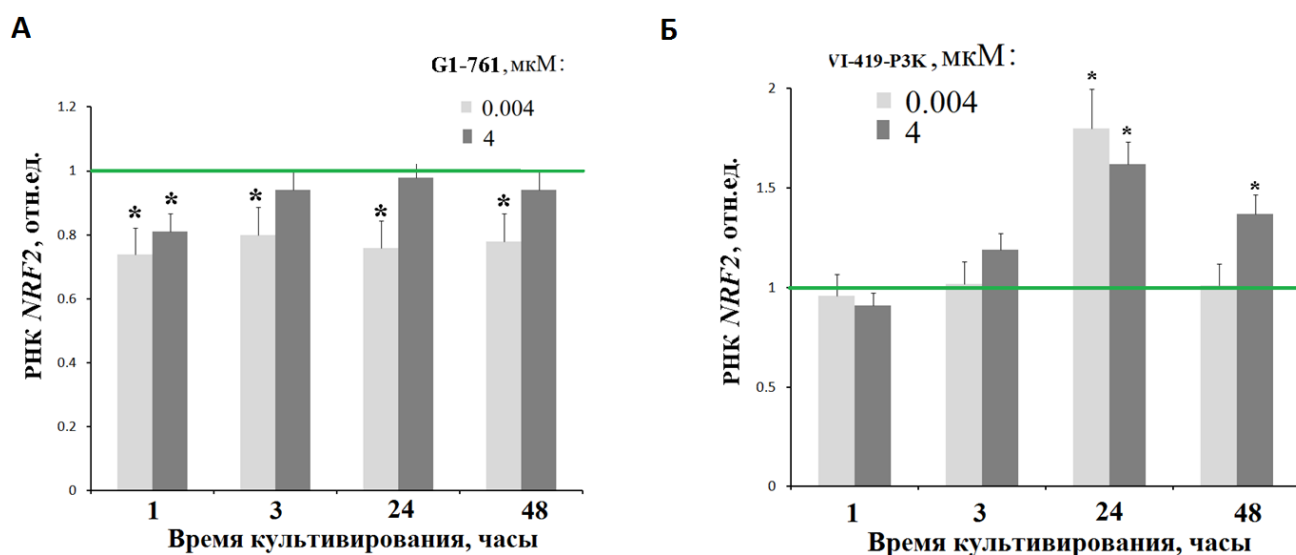 А
G1-761, мкМ:
0.004
4
РНК NRF2, отн.ед.
1.2
1
0.8
0.6
0.4
0.2
0
* * * * *
1 3 24 48
Время культивирования, часы
Б
VI-419-P3K, мкМ:
0.004
4
РНК NRF2, отн.ед.
2
1.5
1
0.5
0
* * *
1 3 24 48
Время культивирования, часы